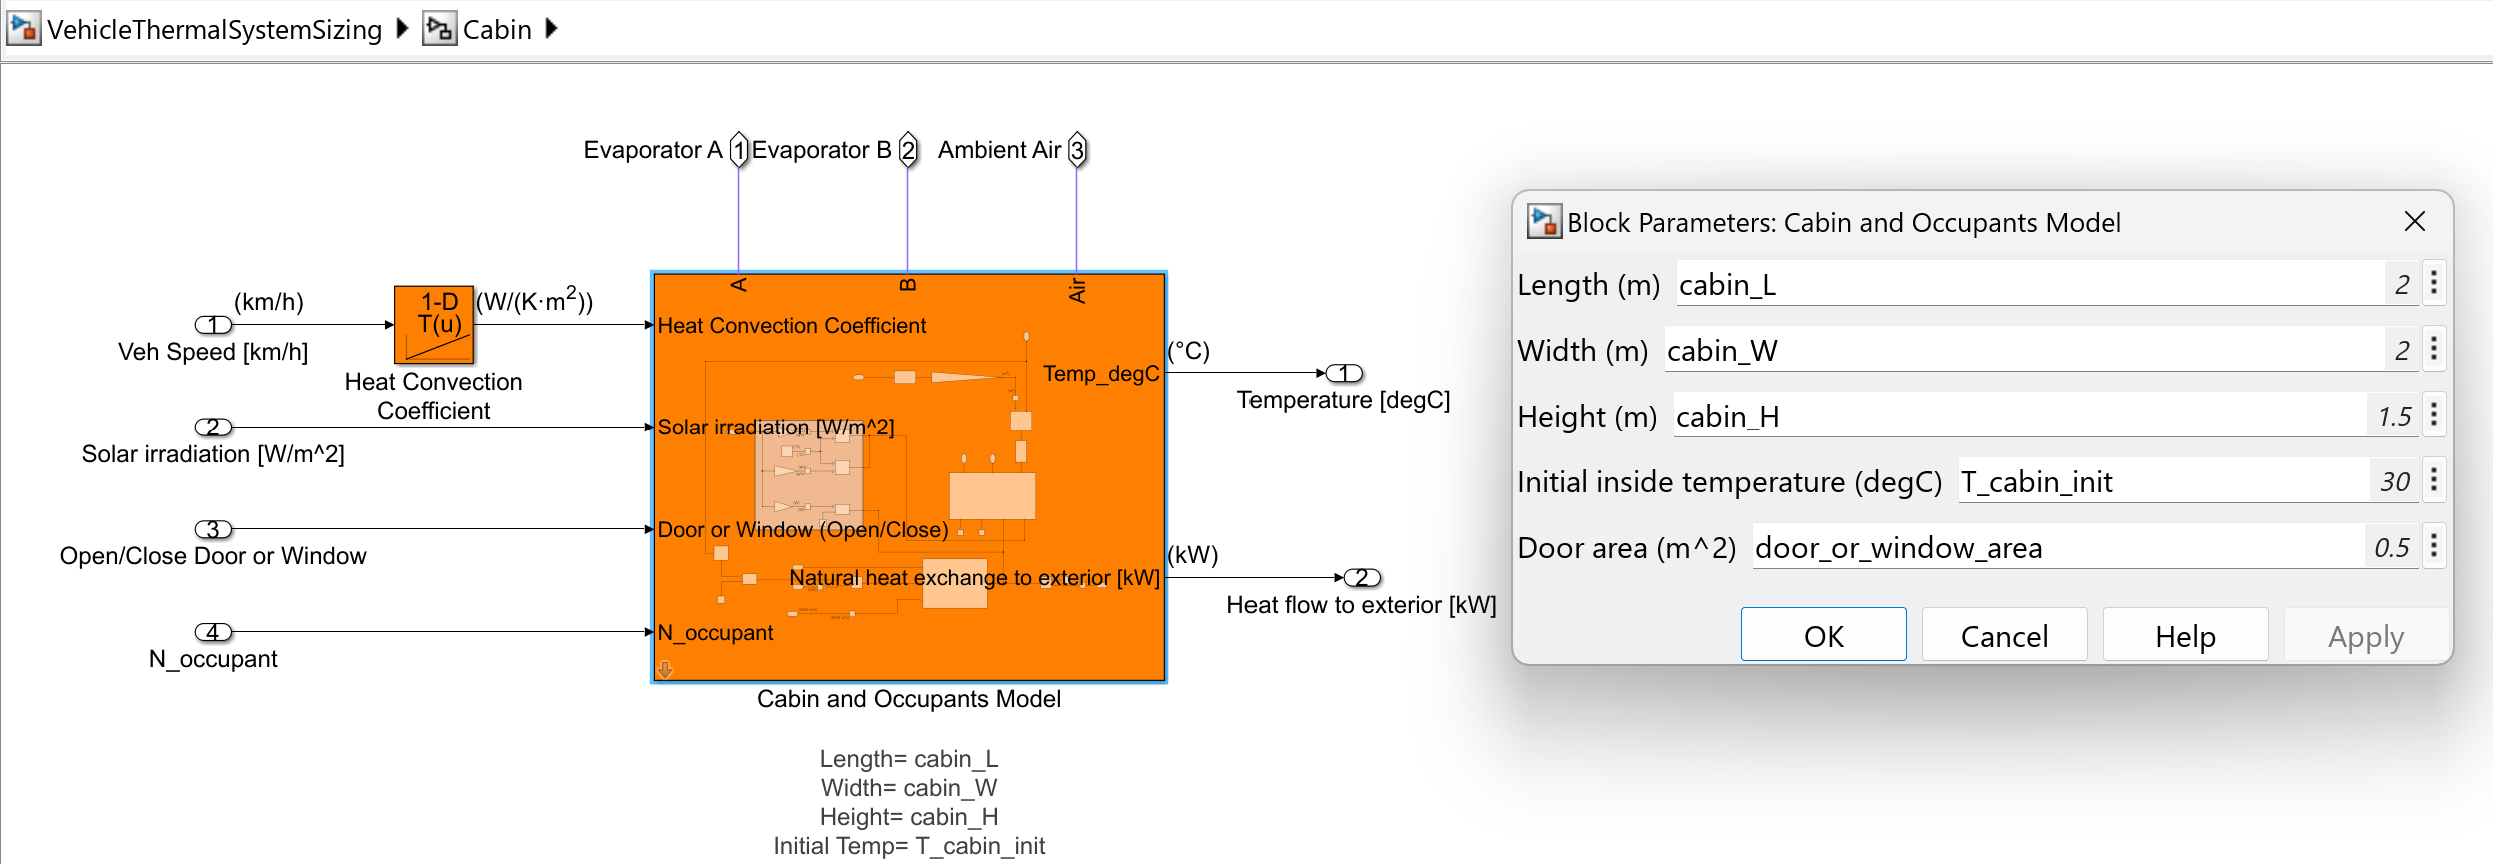 VehicleThermalSystemSizing
Cabin
Evaporator A
1
Evaporator B
2
Ambient Air
3
A
B
Air
(km/h)
1
Veh Speed [km/h]
1-D
T(u)
(W/(K·m2))
Heat Convection
Coefficient
2
Solar irradiation [W/m^2]
3
Open/Close Door or Window
4
N_occupant
Heat Convection Coefficient
Solar irradiation [W/m^2]
Door or Window (Open/Close)
N_occupant
Temp_degC
Natural heat exchange to exterior [kW]
(°C)
1
Temperature [degC]
(kW)
2
Heat flow to exterior [kW]
Cabin and Occupants Model
Length= cabin_L
Width= cabin_W
Height= cabin_H
Initial Temp= T_cabin_init
Block Parameters: Cabin and Occupants Model
Length (m) cabin_L 2
Width (m) cabin_W 2
Height (m) cabin_H 1.5
Initial inside temperature (degC) T_cabin_init 30
Door area (m^2) door_or_window_area 0.5
OK Cancel Help Apply